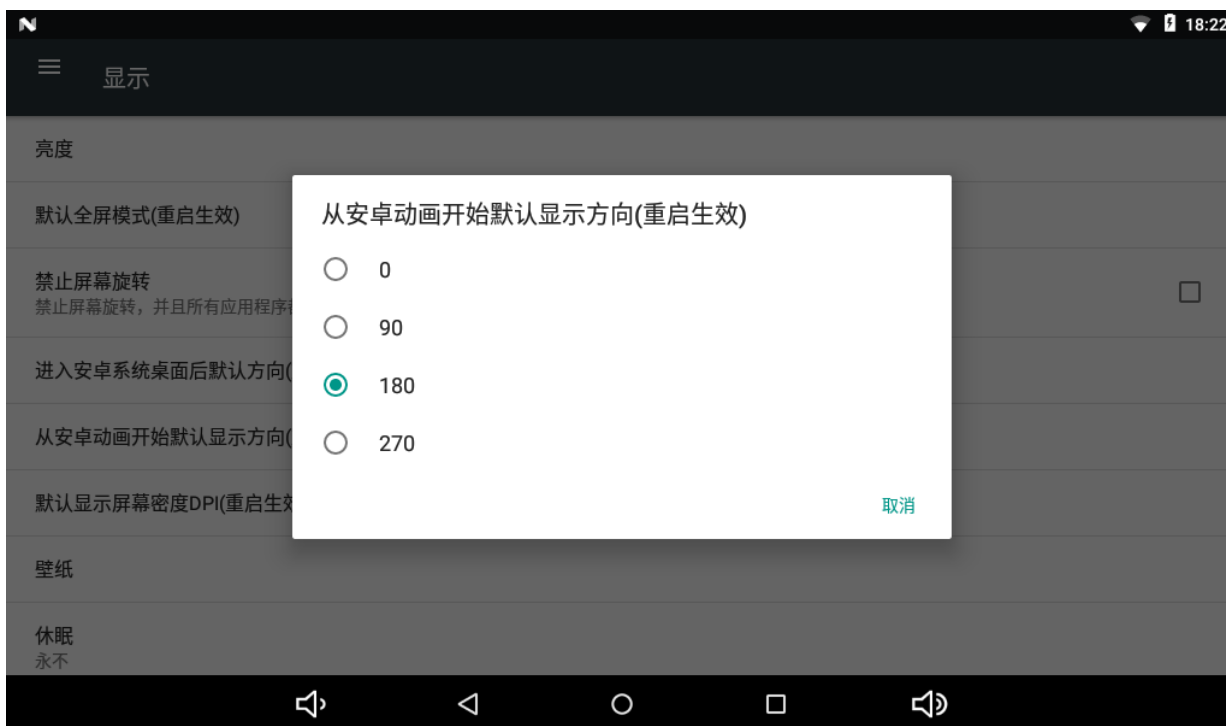 18:22
显示
亮度
默认全屏模式(重启生效)
禁止屏幕旋转
禁止屏幕旋转，并且所有应用程序
进入安卓系统桌面后默认方向(
从安卓动画开始默认显示方向(
默认显示屏幕密度DPI(重启生效
壁纸
休眠
永不
从安卓动画开始默认显示方向(重启生效)
0
90
180
270
取消